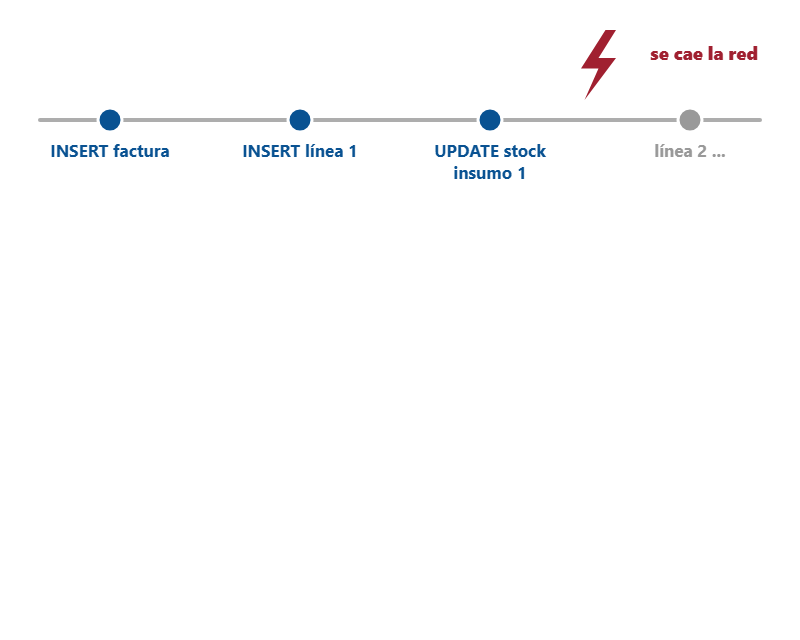 se cae la red
INSERT factura
INSERT línea 1
UPDATE stock
insumo 1
línea 2 ...